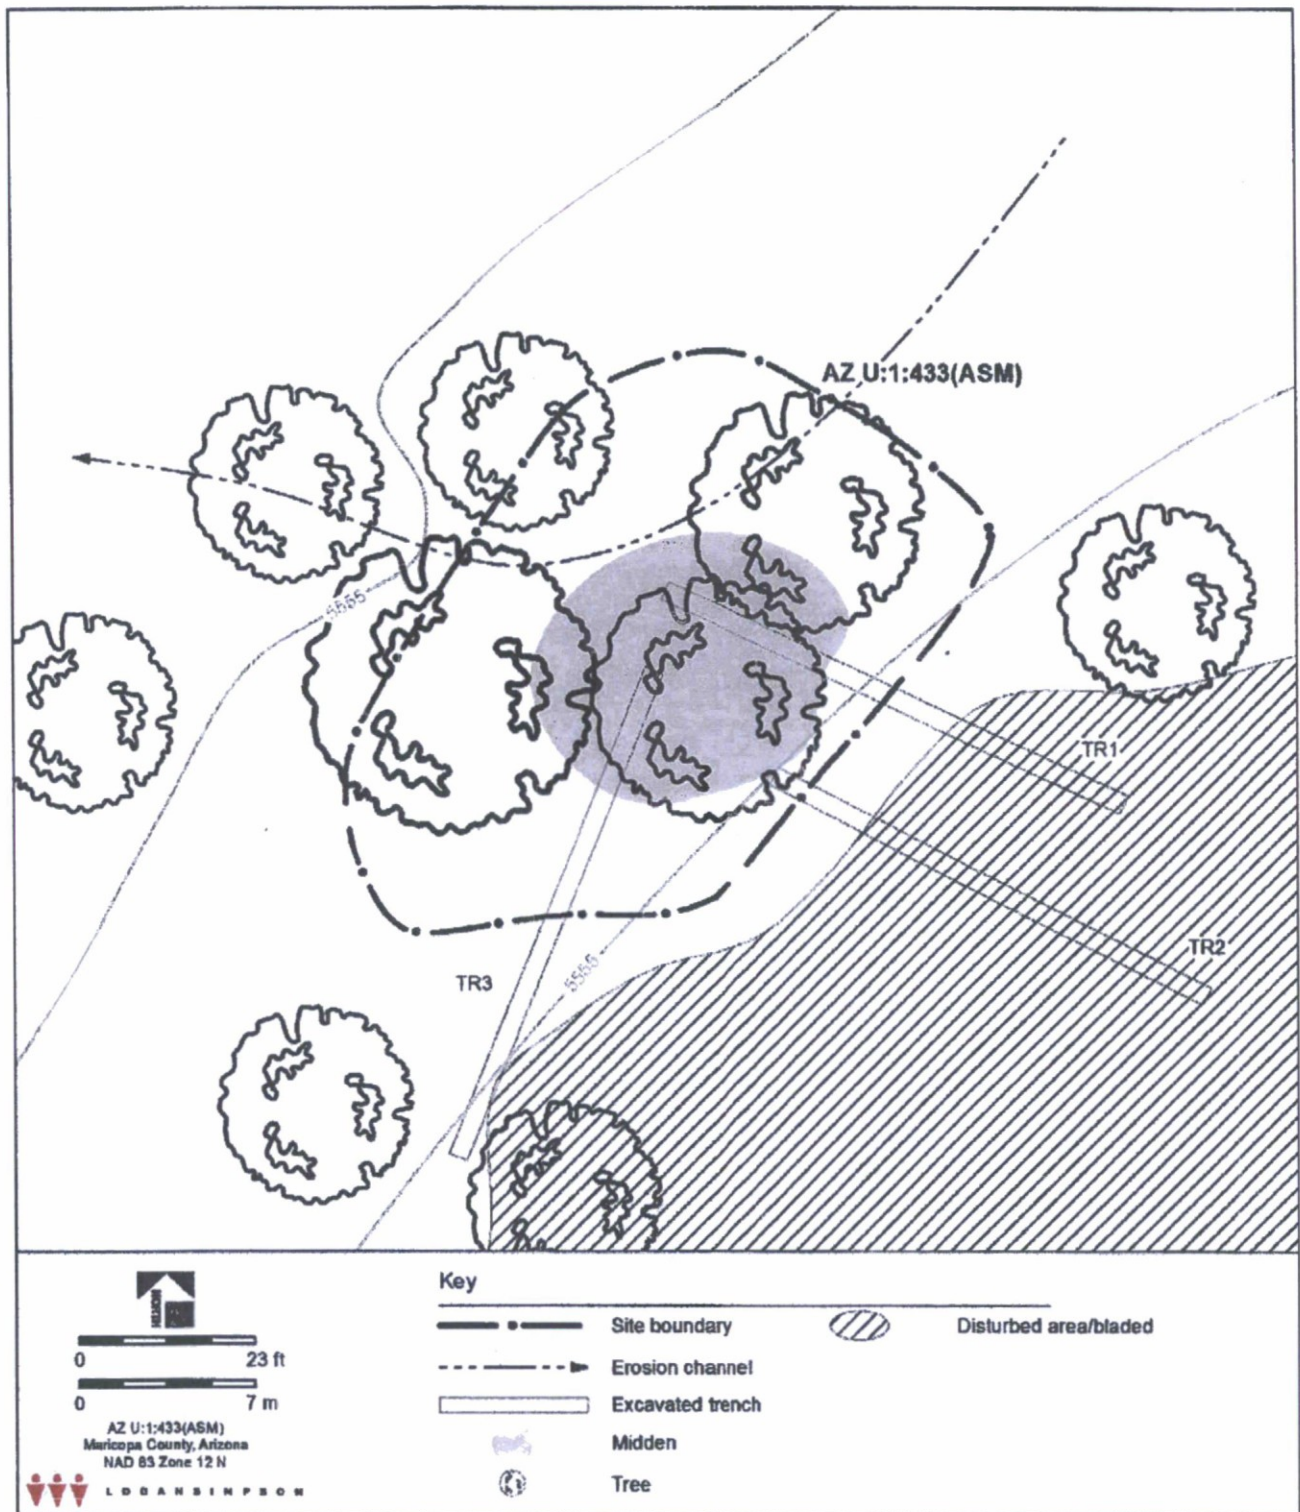 AZ U:1:433(ASM)
5555
TR1
TR2
TR3
5555
NORTH
Key
0 23 ft
0 7 m
AZ U:1:433(ASM)
Maricopa County, Arizona
NAD 83 Zone 12 N
LOGANSIMPSON
Site boundary
Disturbed area/bladed
Erosion channel
Excavated trench
Midden
Tree